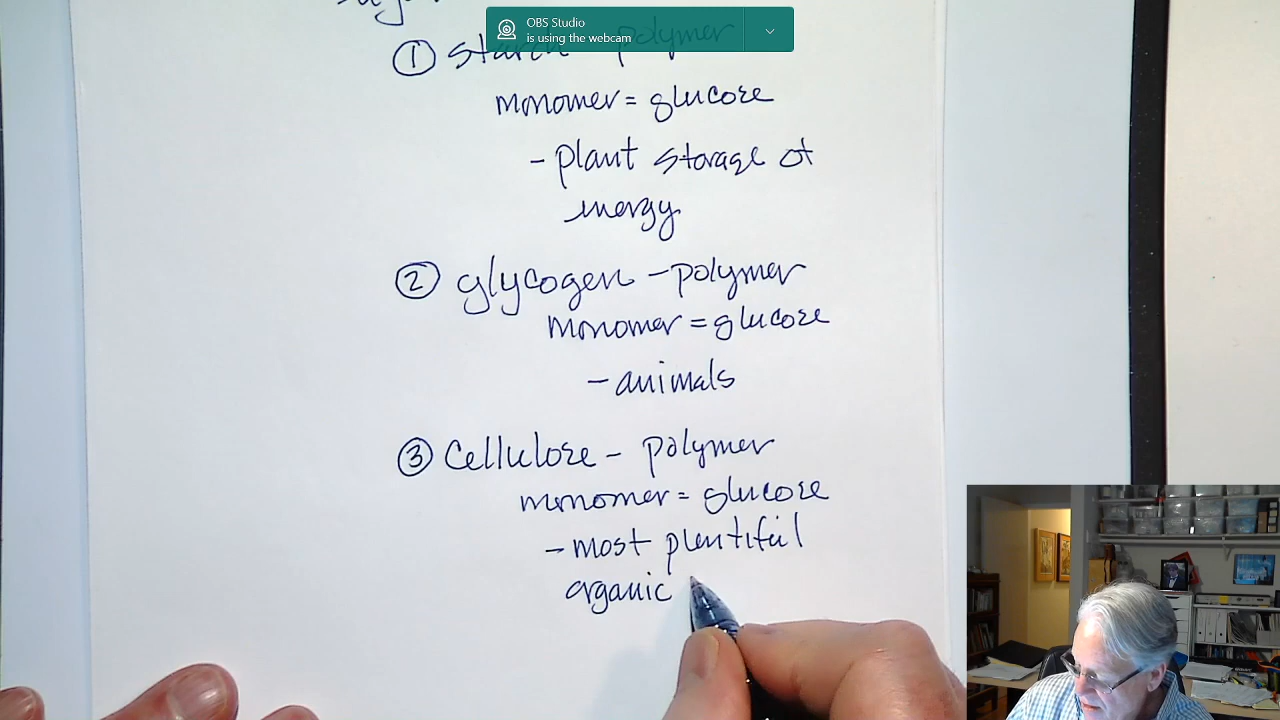 OBS Studio
is using the webcam
① starch - polymer
monomer = glucose
- plant storage of
energy
② glycogen - polymer
monomer = glucose
- animals
③ Cellulose - polymer
monomer = glucose
- most plentiful
organic